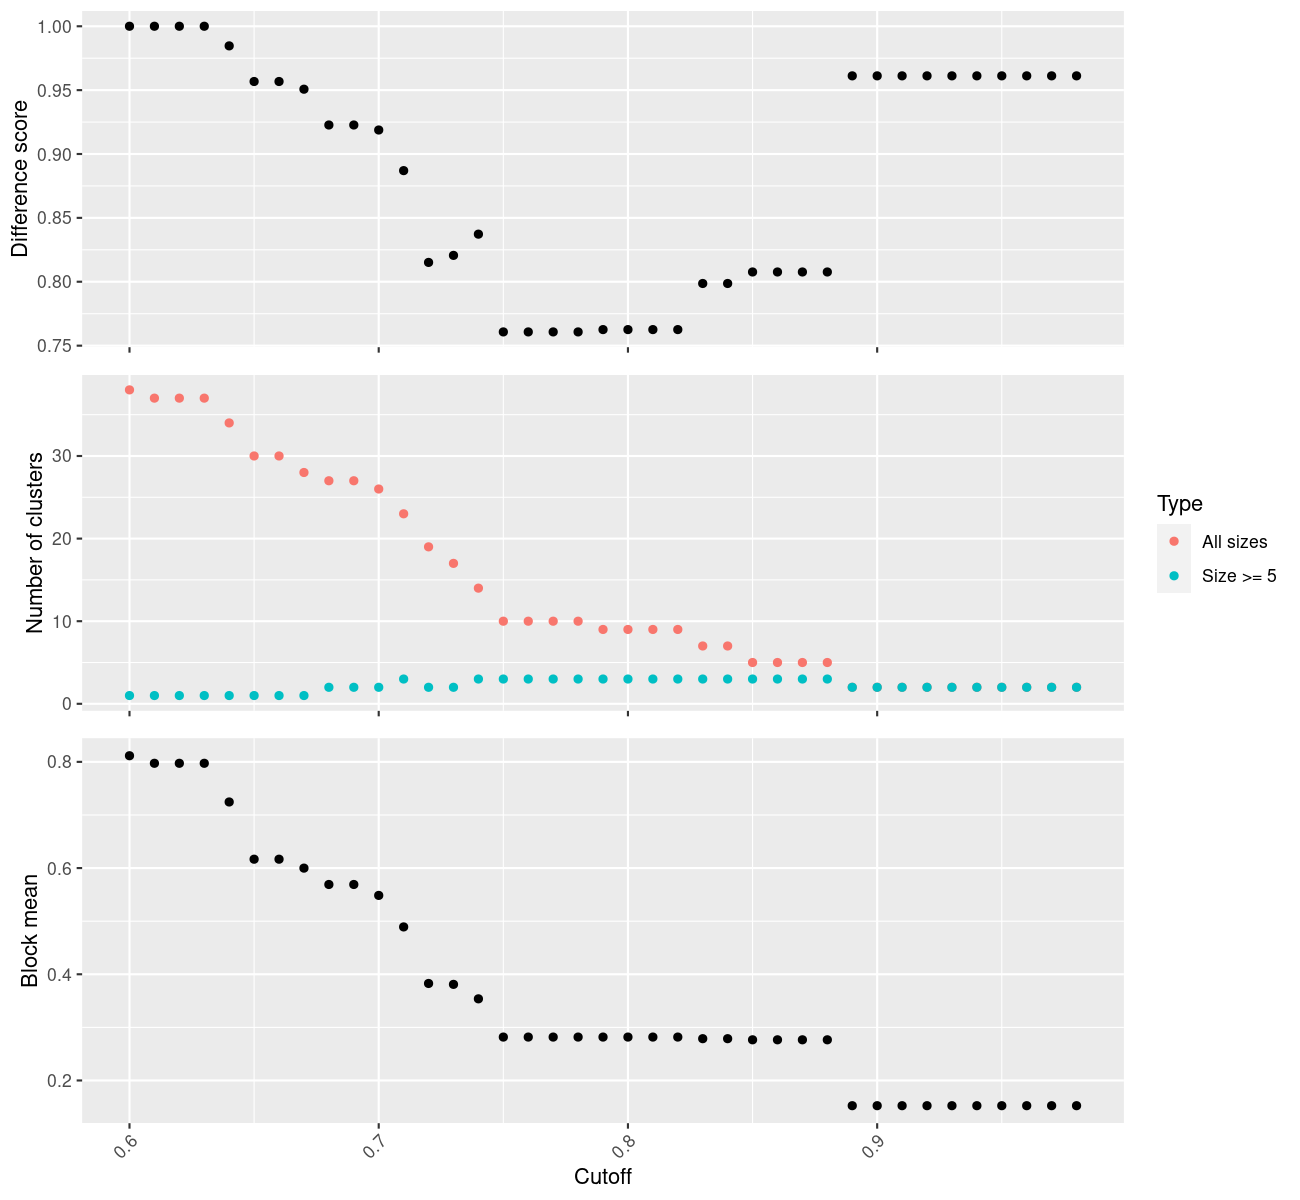 Difference score
1.00
0.95
0.90
0.85
0.80
0.75
Number of clusters
30
20
10
0
Type
All sizes
Size >= 5
Block mean
0.8
0.6
0.4
0.2
0.6 0.7 0.8 0.9
Cutoff